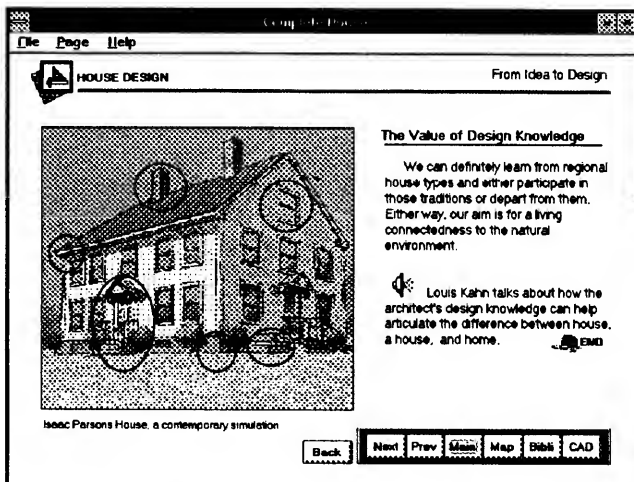 File Page Help
HOUSE DESIGN
From Idea to Design
The Value of Design Knowledge
We can definitely learn from regional
house types and either participate in
those traditions or depart from them.
Either way, our aim is for a living
connectedness to the natural
environment.
Louis Kahn talks about how the
architect's design knowledge can help
articulate the difference between house,
a house, and home.
END
Isaac Parsons House, a contemporary simulation
Back Next Prev Main Map Bibli CAD